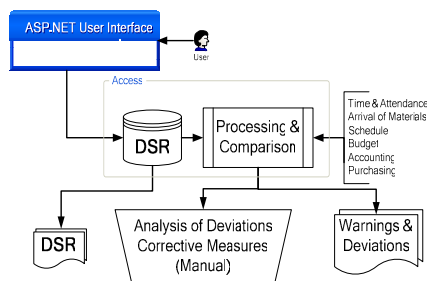 ASP.NET User Interface
User
Access
DSR
Processing &
Comparison
Time & Attendance
Arrival of Materials
Schedule
Budget
Accounting
Purchasing
DSR
Analysis of Deviations
Corrective Measures
(Manual)
Warnings &
Deviations